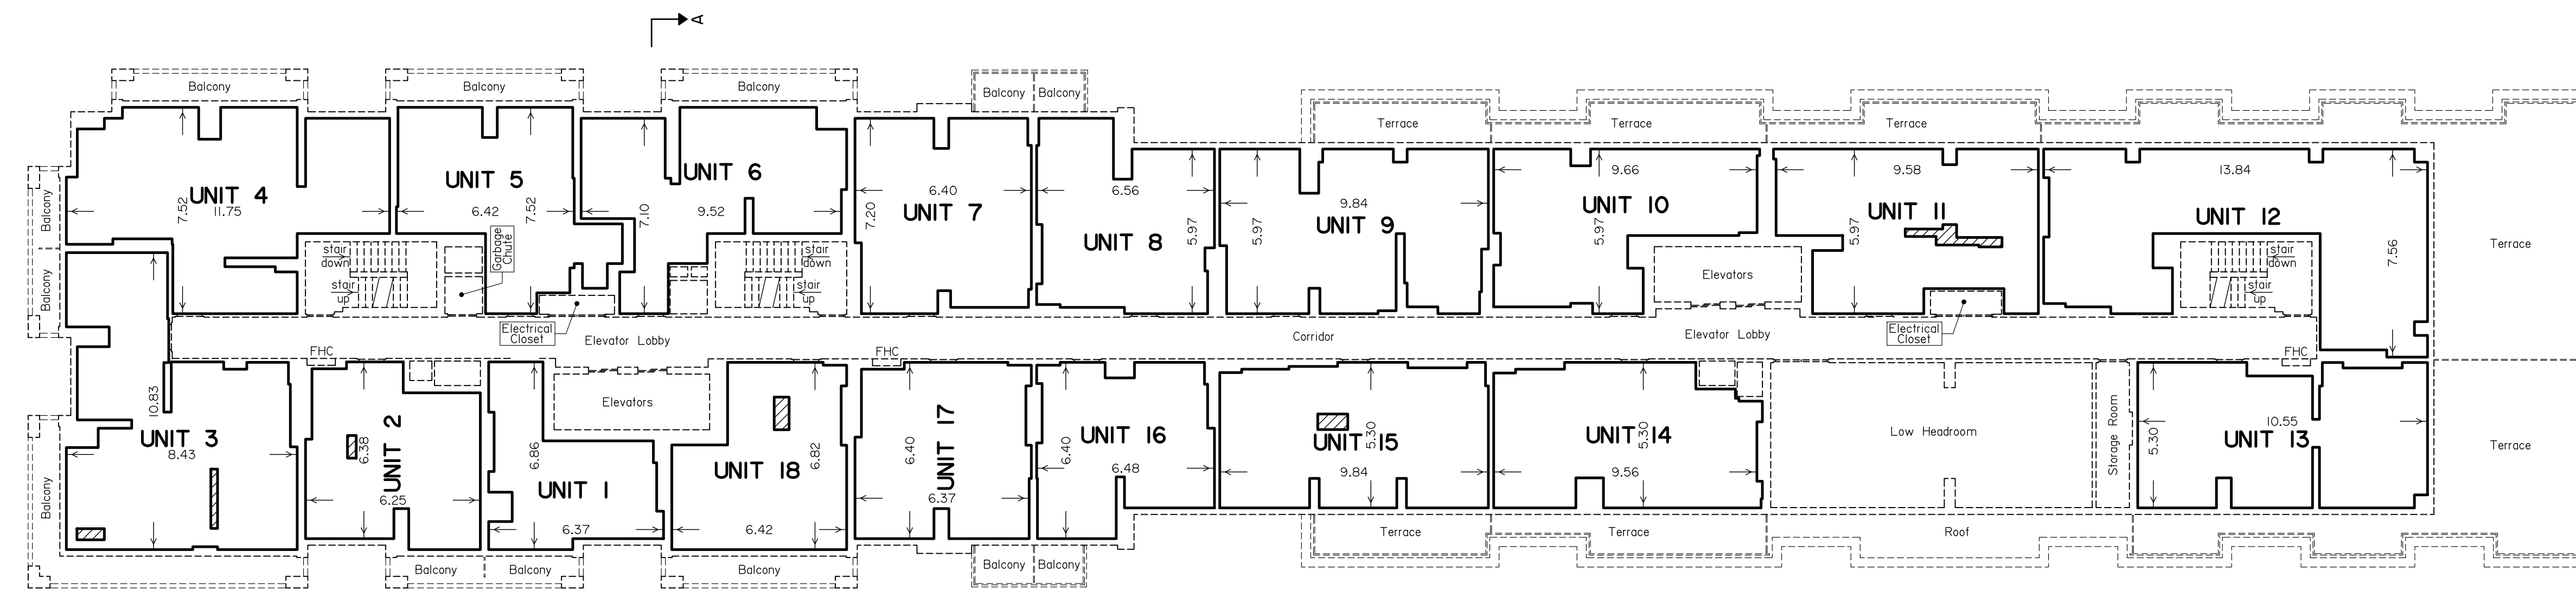 A
Balcony
Balcony
Balcony
Balcony
Balcony
Terrace
Terrace
Terrace
UNIT 4
7.52
11.75
UNIT 5
6.42
7.52
UNIT 6
7.10
9.52
7.20
6.40
UNIT 7
6.56
UNIT 8
5.97
5.97
9.84
UNIT 9
9.66
UNIT 10
5.97
9.58
UNIT 11
5.97
13.84
UNIT 12
7.56
Terrace
Balcony
Balcony
stair
down
stair
up
Garbage
Chute
Electrical
Closet
stair
down
stair
up
Elevators
Electrical
Closet
stair
down
stair
up
FHC
Elevator Lobby
FHC
Corridor
Elevator Lobby
FHC
Balcony
10.83
UNIT 3
8.43
6.38
UNIT 2
6.25
6.86
UNIT 1
6.37
Elevators
UNIT 18
6.82
6.42
6.40
UNIT 17
6.37
6.40
UNIT 16
6.48
UNIT 15
5.30
9.84
UNIT 14
5.30
9.56
Low Headroom
Storage Room
5.30
10.55
UNIT 13
Terrace
Balcony
Balcony
Balcony
Balcony
Balcony
Terrace
Terrace
Roof